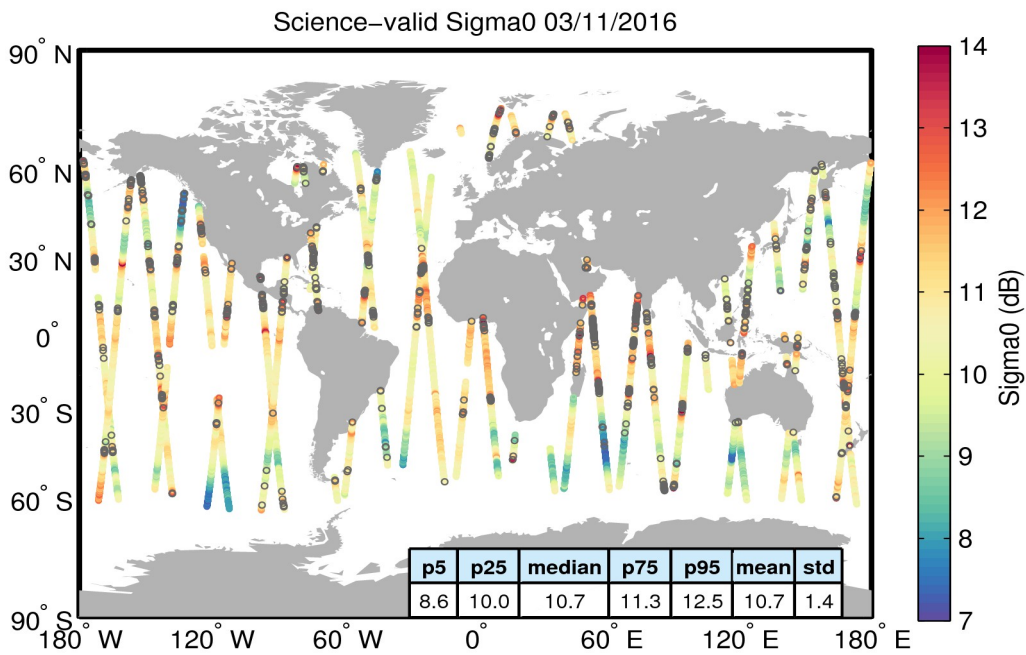 Science−valid Sigma0 03/11/2016
90° N
60° N
30° N
0°
30° S
60° S
90° S
180° W
120° W
60° W
0°
60° E
120° E
180° E
p5 p25 median p75 p95 mean std
8.6 10.0 10.7 11.3 12.5 10.7 1.4
14
13
12
11
10
9
8
7
Sigma0 (dB)